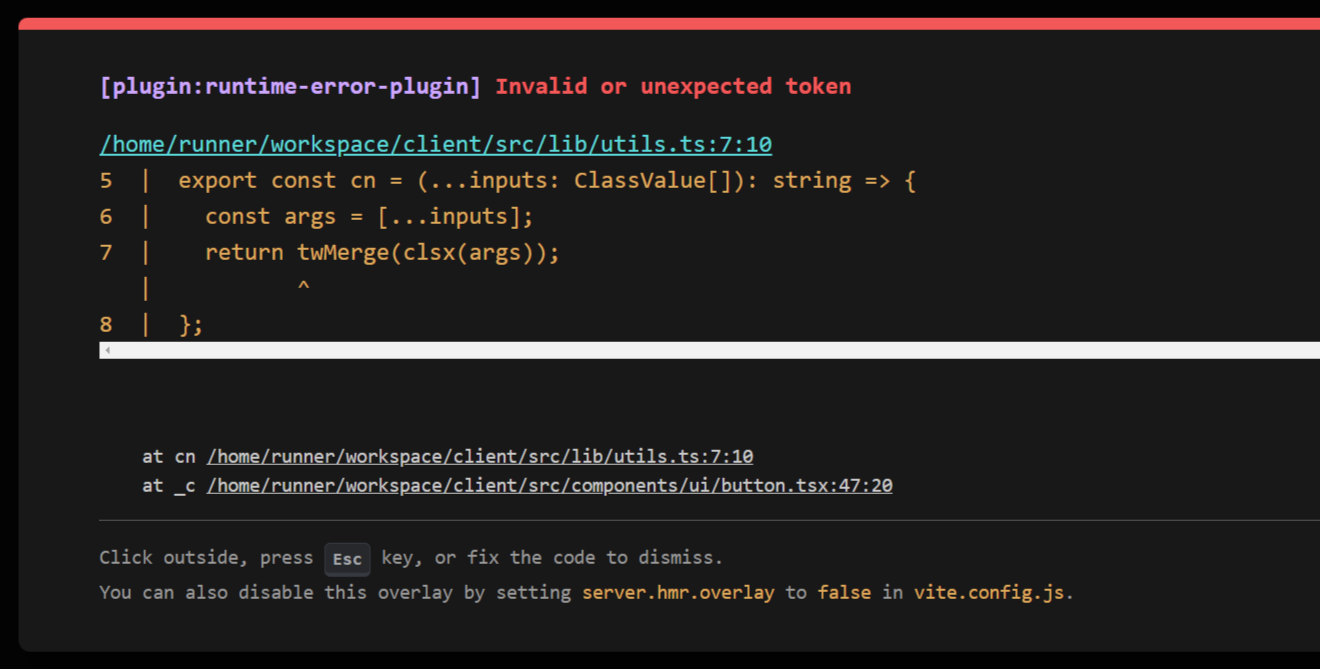 [plugin:runtime-error-plugin] Invalid or unexpected token
/home/runner/workspace/client/src/lib/utils.ts:7:10
5  |  export const cn = (...inputs: ClassValue[]): string => {
6  |    const args = [...inputs];
7  |    return twMerge(clsx(args));
   |           ^
8  |  };
at cn /home/runner/workspace/client/src/lib/utils.ts:7:10
at _c /home/runner/workspace/client/src/components/ui/button.tsx:47:20
Click outside, press Esc key, or fix the code to dismiss.
You can also disable this overlay by setting server.hmr.overlay to false in vite.config.js.